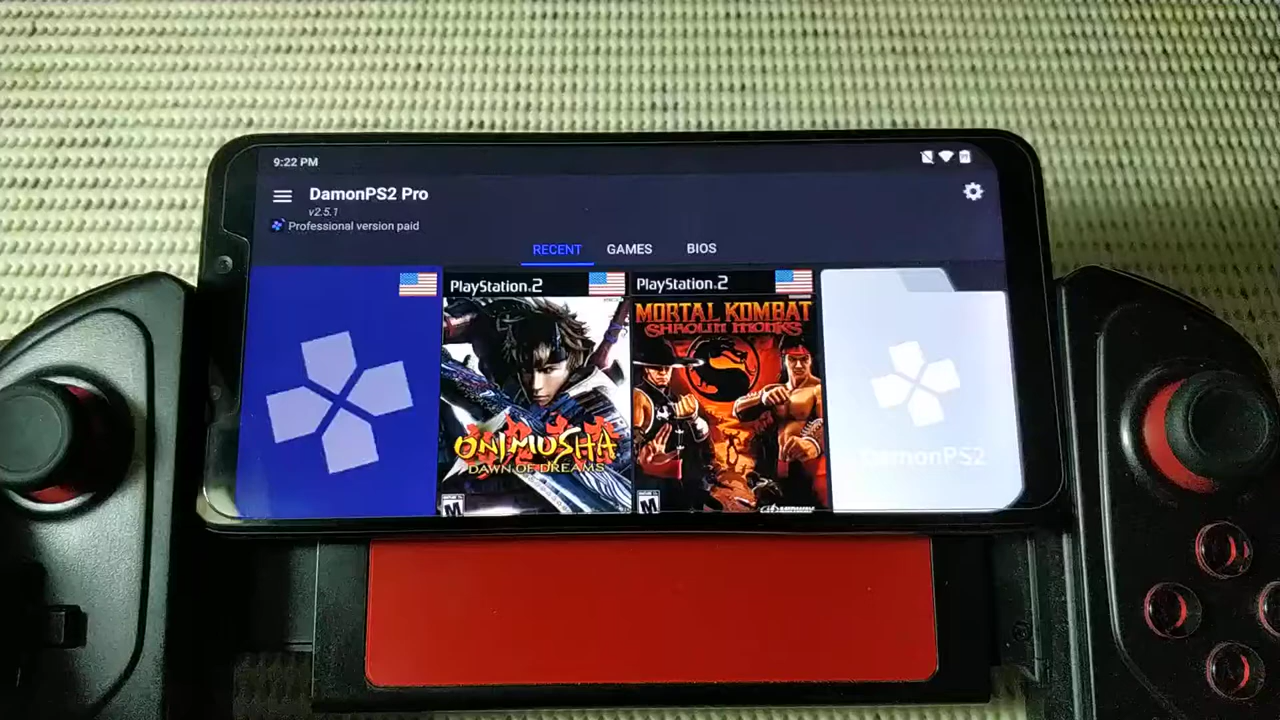 9:22 PM
DamonPS2 Pro
v2.5.1
Professional version paid
RECENT GAMES BIOS
PlayStation.2
ONIMUSHA
DAWN OF DREAMS
M
PlayStation.2
MORTAL KOMBAT
SHAOLIN MONKS
M
DamonPS2